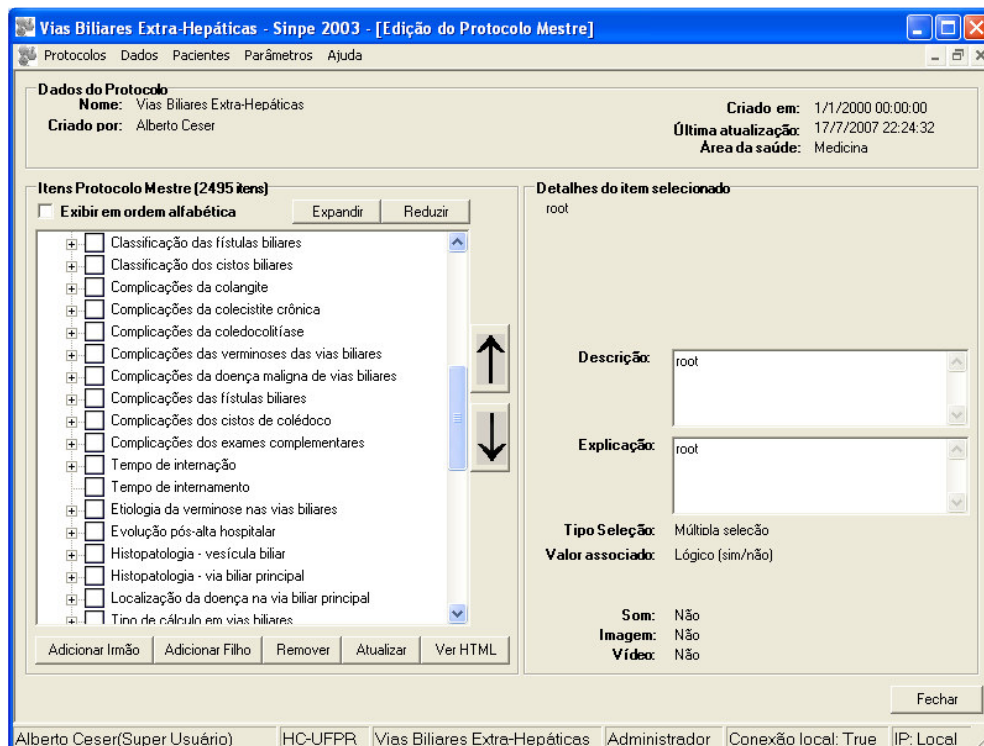 Vias Biliares Extra-Hepáticas - Sinpe 2003 - [Edição do Protocolo Mestre]
Protocolos Dados Pacientes Parâmetros Ajuda
Dados do Protocolo
Nome: Vias Biliares Extra-Hepáticas
Criado por: Alberto Ceser
Criado em: 1/1/2000 00:00:00
Última atualização: 17/7/2007 22:24:32
Área da saúde: Medicina
Itens Protocolo Mestre (2495 itens)
Exibir em ordem alfabética
Expandir
Reduzir
Classificação das fístulas biliares
Classificação dos cistos biliares
Complicações da colangite
Complicações da colecistite crônica
Complicações da coledocolitíase
Complicações das verminoses das vias biliares
Complicações da doença maligna de vias biliares
Complicações das fístulas biliares
Complicações dos cistos de colédoco
Complicações dos exames complementares
Tempo de internação
Tempo de internamento
Etiologia da verminose nas vias biliares
Evolução pós-alta hospitalar
Histopatologia - vesícula biliar
Histopatologia - via biliar principal
Localização da doença na via biliar principal
Tipo de cálculo em vias biliares
Adicionar Irmão
Adicionar Filho
Remover
Atualizar
Ver HTML
Detalhes do item selecionado
root
Descrição: root
Explicação: root
Tipo Seleção: Múltipla selecão
Valor associado: Lógico (sim/não)
Som: Não
Imagem: Não
Vídeo: Não
Fechar
Alberto Ceser(Super Usuário) HC-UFPR Vias Biliares Extra-Hepáticas Administrador Conexão local: True IP: Local